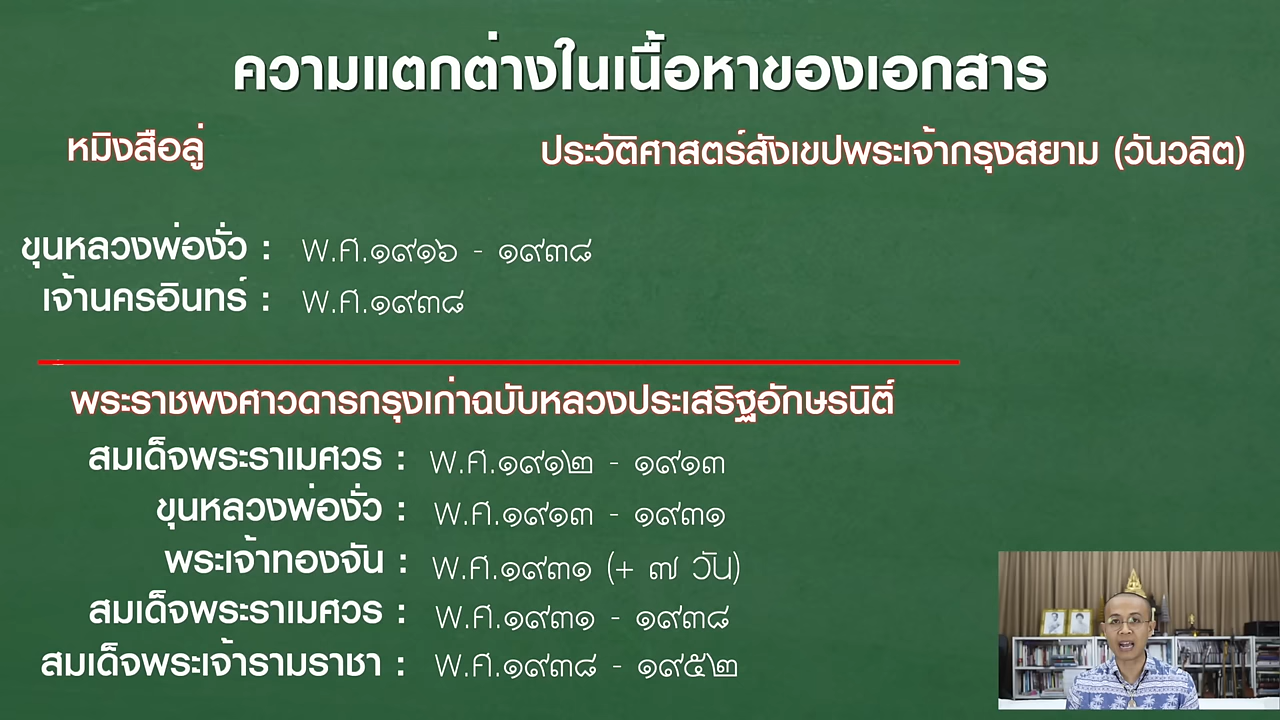 ความแตกต่างในเนื้อหาของเอกสาร
หมิงสือลู่
ประวัติศาสตร์สังเขปพระเจ้ากรุงสยาม (วันวลิต)
ขุนหลวงพ่องั่ว : พ.ศ.๑๙๑๖ - ๑๙๓๘
เจ้านครอินทร์ : พ.ศ.๑๙๓๘
พระราชพงศาวดารกรุงเก่าฉบับหลวงประเสริฐอักษรนิติ์
สมเด็จพระราเมศวร : พ.ศ.๑๙๑๒ - ๑๙๑๓
ขุนหลวงพ่องั่ว : พ.ศ.๑๙๑๓ - ๑๙๓๑
พระเจ้าทองจัน : พ.ศ.๑๙๓๑ (+ ๗ วัน)
สมเด็จพระราเมศวร : พ.ศ.๑๙๓๑ - ๑๙๓๘
สมเด็จพระเจ้ารามราชา : พ.ศ.๑๙๓๘ - ๑๙๕๒